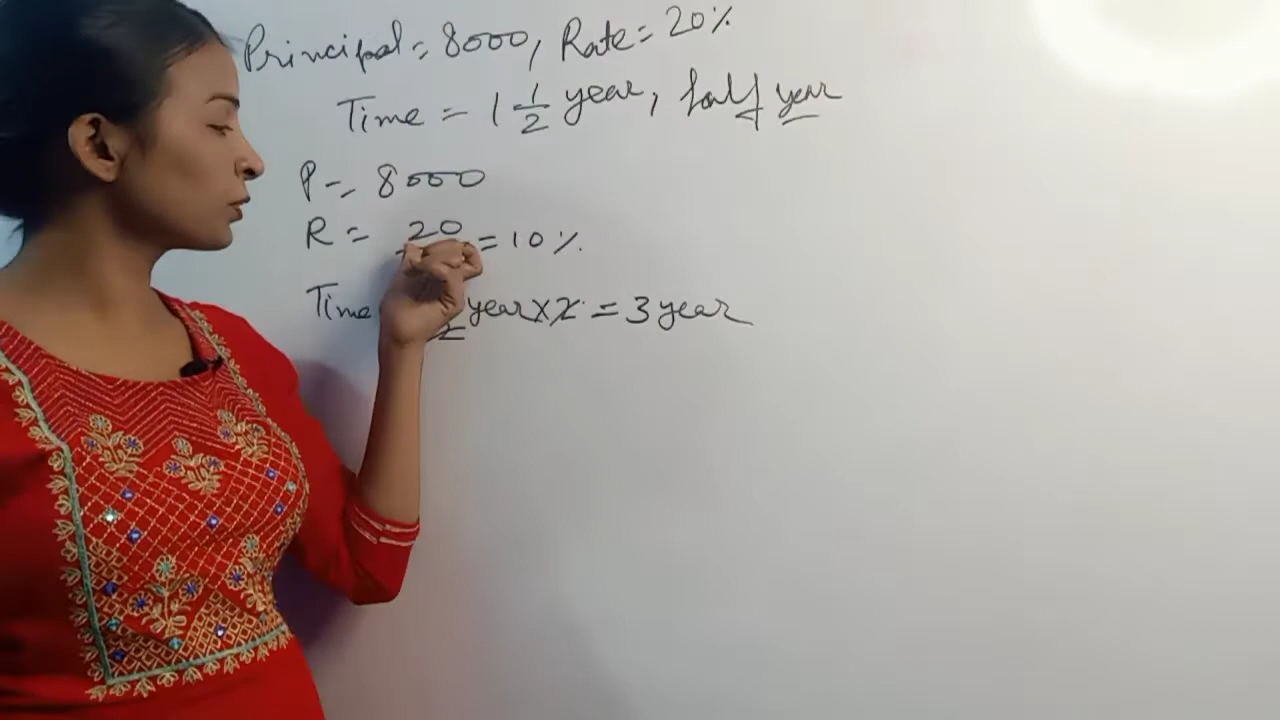 Principal = 8000, Rate = 20%
Time = 1 1/2 year, half year
P = 8000
R = 20 = 10%
Time 2 year x 2 = 3 year